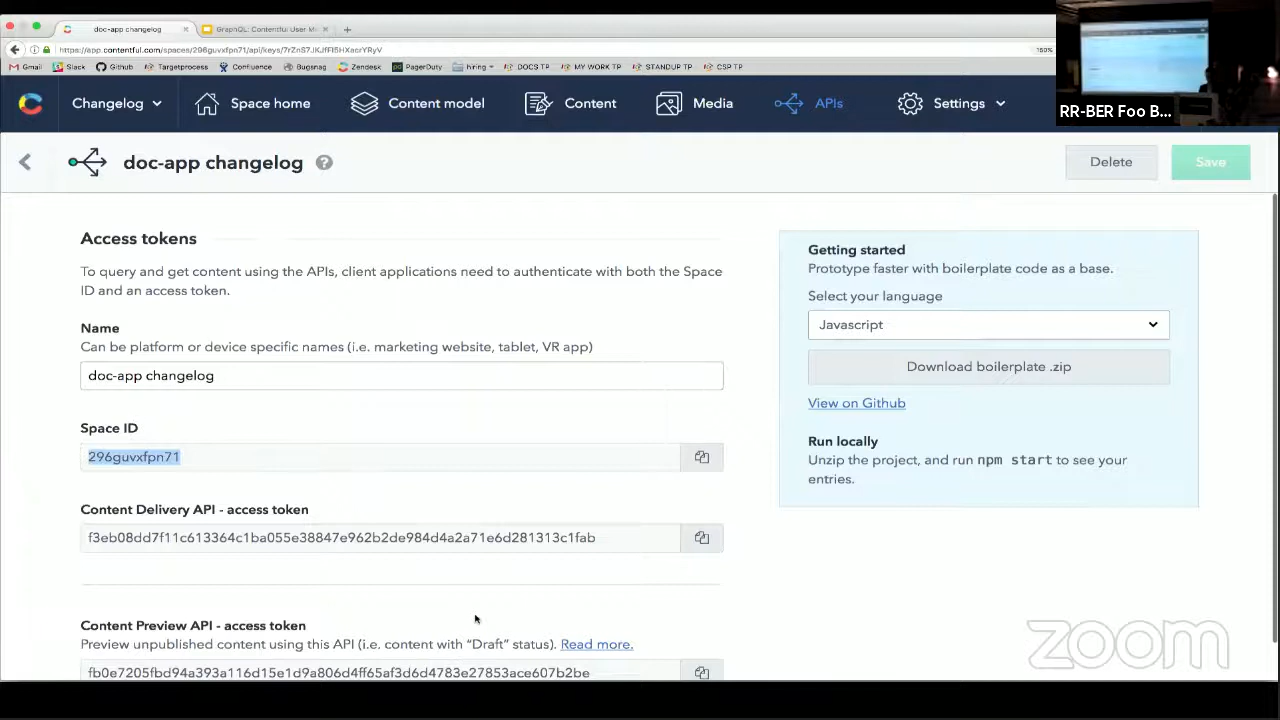 doc-app changelog
GraphQL: Contentful User M
https://app.contentful.com/spaces/296guvxfpn71/api/keys/
Gmail Slack Github Targetprocess Confluence Bugsnag Zendesk PagerDuty hiring DOCS TP MY WORK TP STANDUP TP CSP TP
Changelog Space home Content model Content Media APIs Settings
RR-BER Foo B...
doc-app changelog ?
Delete Save
Access tokens
To query and get content using the APIs, client applications need to authenticate with both the Space
ID and an access token.
Name
Can be platform or device specific names (i.e. marketing website, tablet, VR app)
doc-app changelog
Space ID
296guvxfpn71
Content Delivery API - access token
f3eb08dd7f11c613364c1ba055e38847e962b2de984d4a2a71e6d281313c1fab
Content Preview API - access token
Preview unpublished content using this API (i.e. content with “Draft” status). Read more.
fb0e7205fbd94a393a116d15e1d9a806d4ff65af3d6d4783e27853ace607b2be
Getting started
Prototype faster with boilerplate code as a base.
Select your language
Javascript
Download boilerplate .zip
View on Github
Run locally
Unzip the project, and run npm start to see your
entries.
zoom